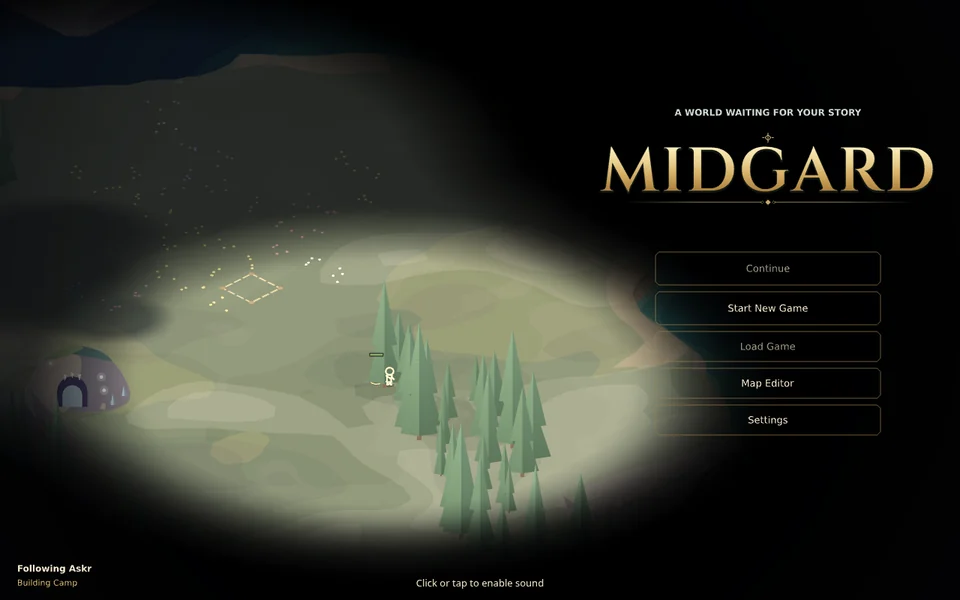 A WORLD WAITING FOR YOUR STORY
MIDGARD
Continue
Start New Game
Load Game
Map Editor
Settings
Following Askr
Building Camp
Click or tap to enable sound